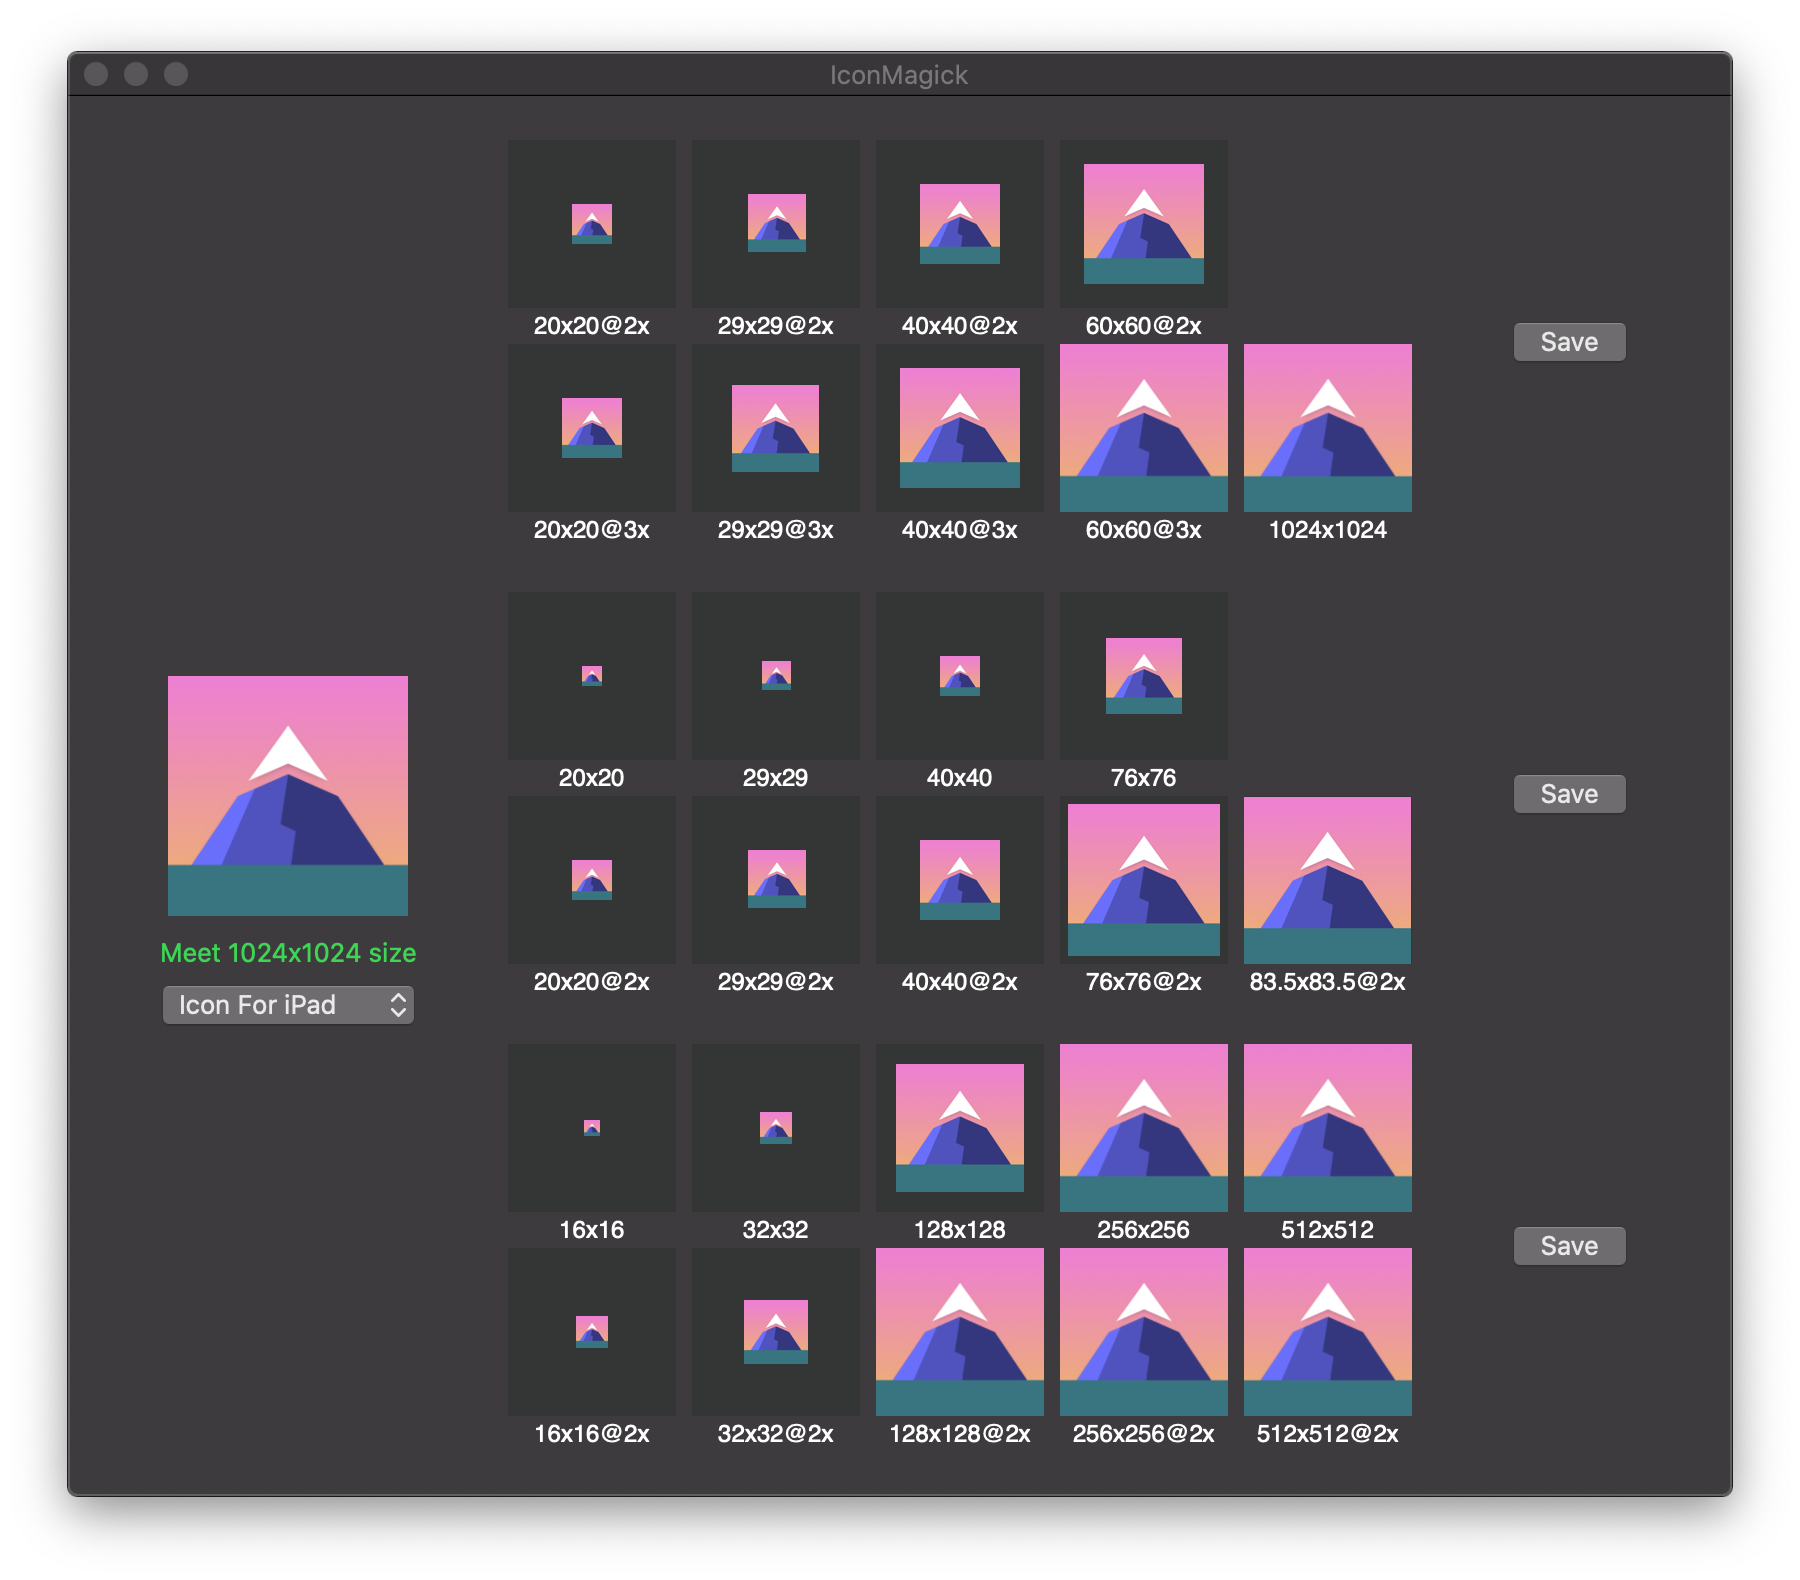 IconMagick
20x20@2x 29x29@2x 40x40@2x 60x60@2x
Save
20x20@3x 29x29@3x 40x40@3x 60x60@3x 1024x1024
20x20 29x29 40x40 76x76
Save
Meet 1024x1024 size
20x20@2x 29x29@2x 40x40@2x 76x76@2x 83.5x83.5@2x
Icon For iPad
16x16 32x32 128x128 256x256 512x512
Save
16x16@2x 32x32@2x 128x128@2x 256x256@2x 512x512@2x